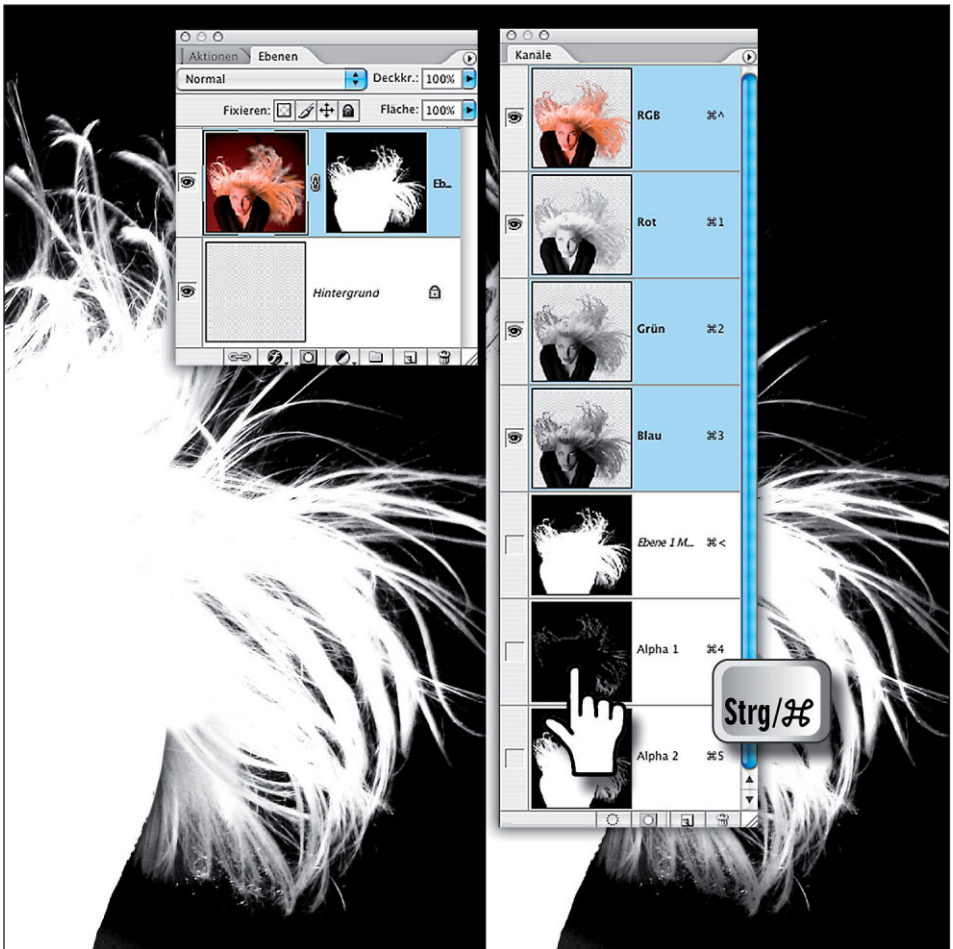 Aktionen Ebenen
Normal Deckkr.: 100%
Fixieren: Fläche: 100%
Eb...
Hintergrund
Kanäle
RGB ⌘^
Rot ⌘1
Grün ⌘2
Blau ⌘3
Ebene 1 M... ⌘<
Alpha 1 ⌘4
Strg/⌘
Alpha 2 ⌘5